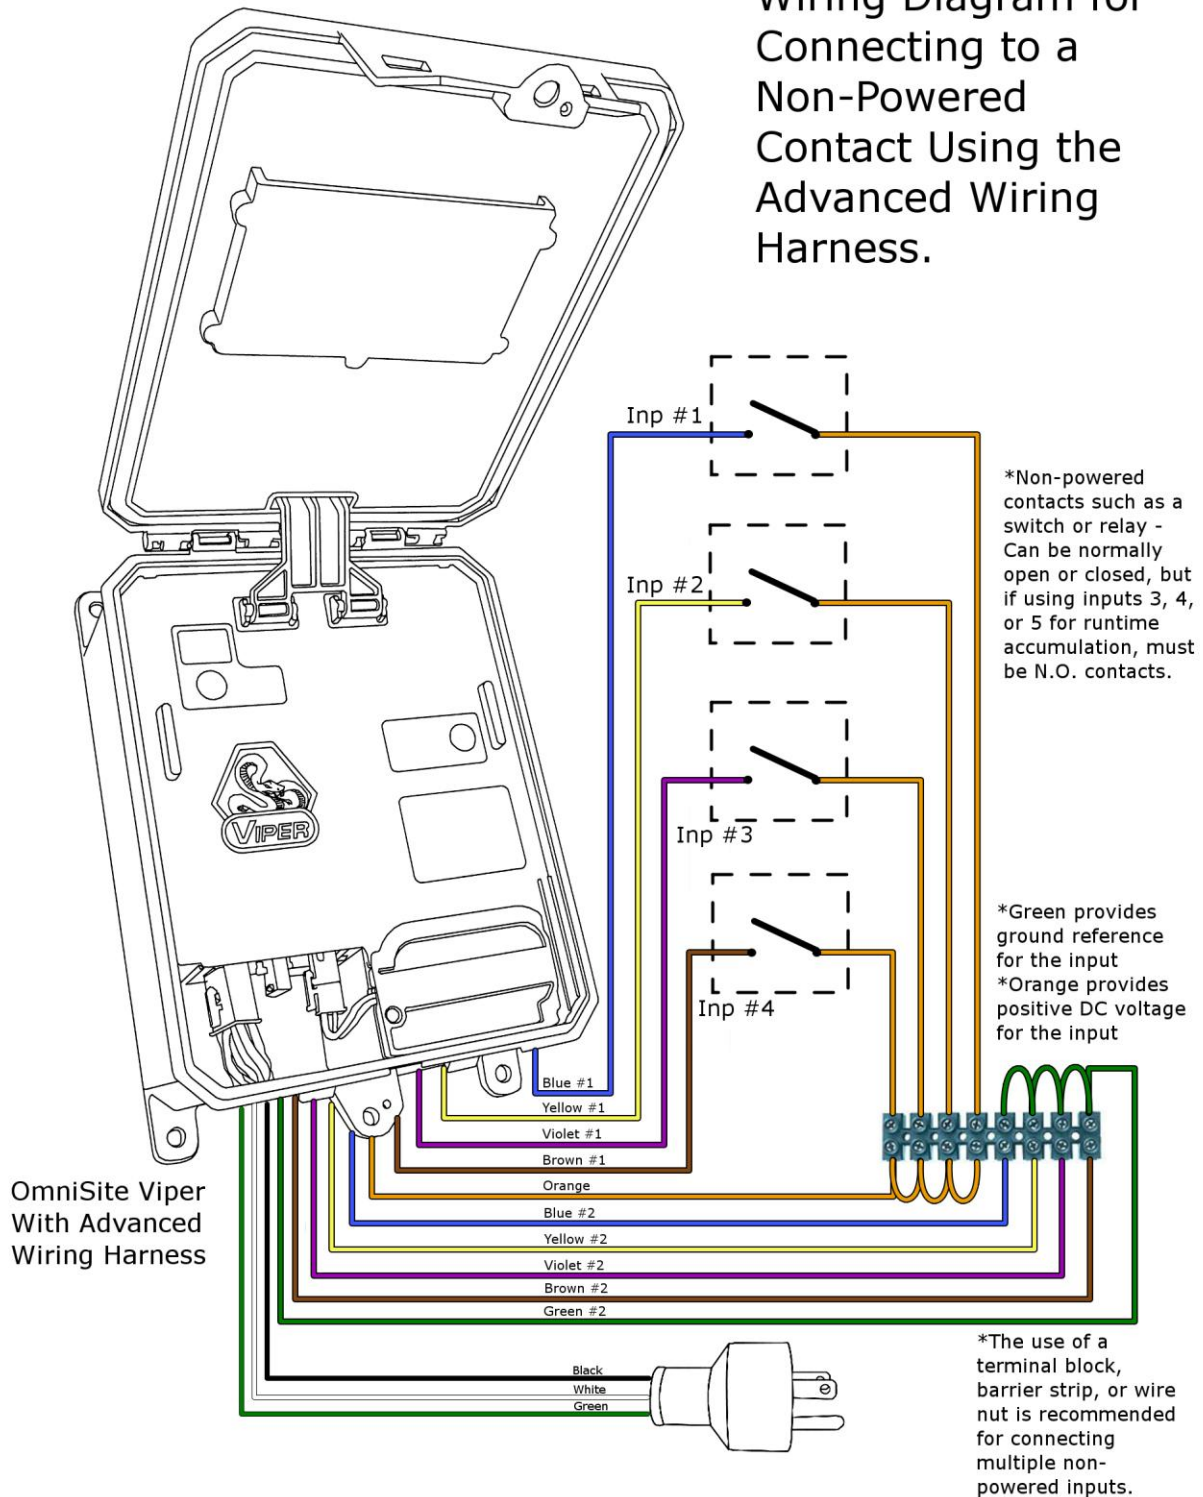 Wiring Diagram for
Connecting to a
Non-Powered
Contact Using the
Advanced Wiring
Harness.
Inp #1
*Non-powered
contacts such as a
switch or relay -
Can be normally
open or closed, but
if using inputs 3, 4,
or 5 for runtime
accumulation, must
be N.O. contacts.
Inp #2
VIPER
Inp #3
*Green provides
ground reference
for the input
*Orange provides
positive DC voltage
for the input
Inp #4
Blue #1
Yellow #1
Violet #1
Brown #1
Orange
Blue #2
Yellow #2
Violet #2
Brown #2
Green #2
OmniSite Viper
With Advanced
Wiring Harness
Black
White
Green
*The use of a
terminal block,
barrier strip, or wire
nut is recommended
for connecting
multiple non-
powered inputs.